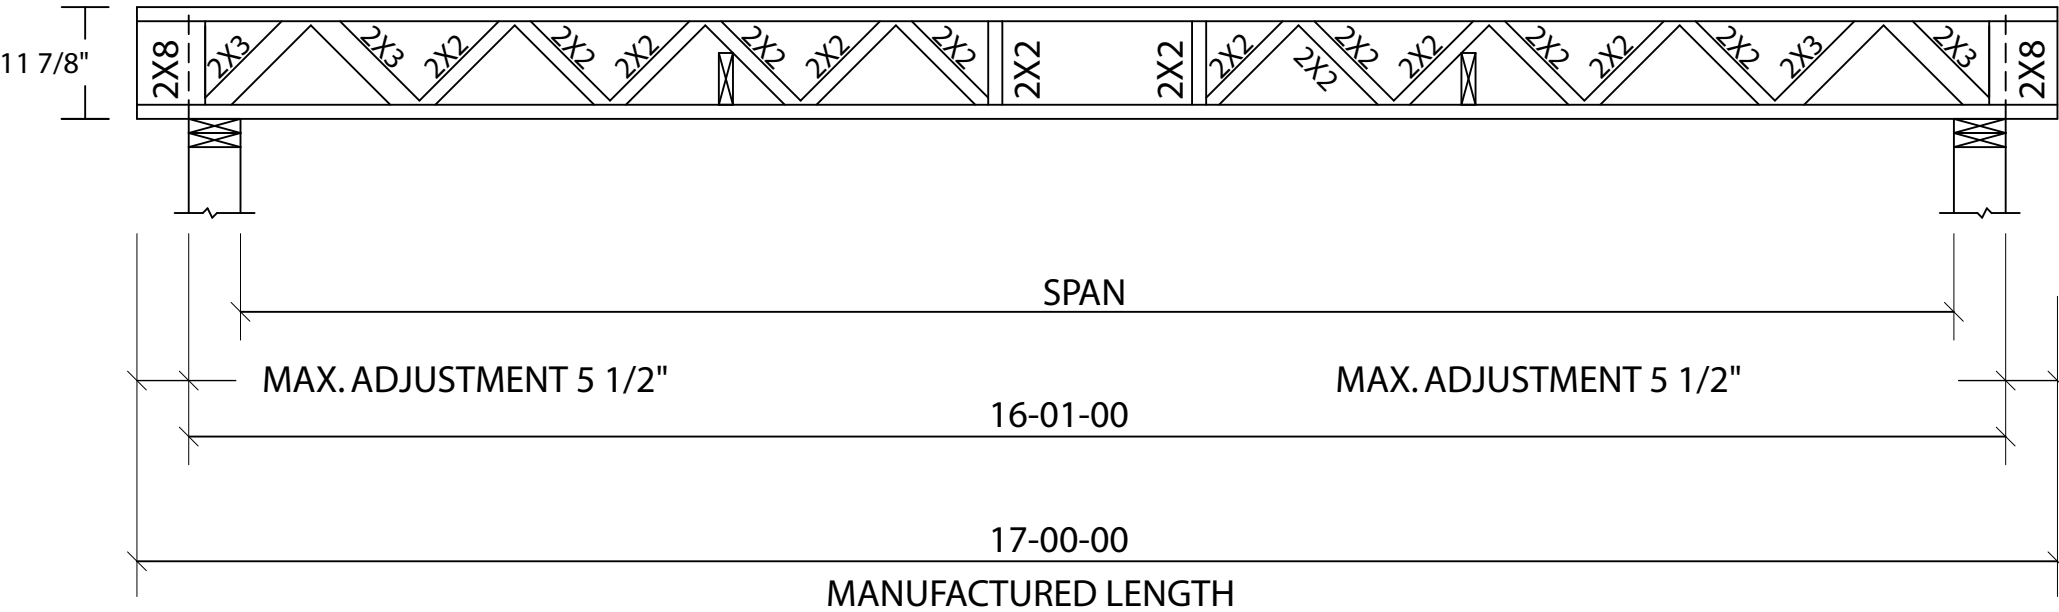 11 7/8"
2X8 2X3 2X3 2X2 2X2 2X2 2X2 2X2 2X2 2X2 2X2 2X2 2X2 2X2 2X2 2X2 2X2 2X2 2X3 2X3 2X8
SPAN
MAX. ADJUSTMENT 5 1/2" MAX. ADJUSTMENT 5 1/2"
16-01-00
17-00-00
MANUFACTURED LENGTH